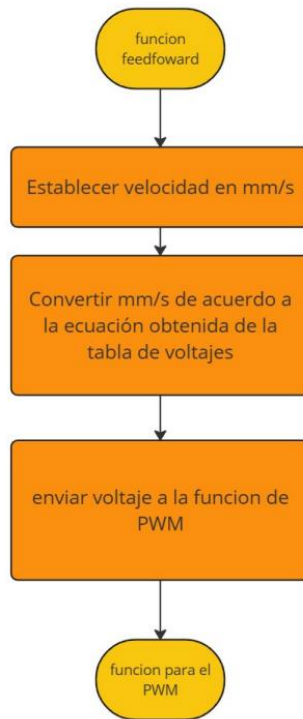 funcion
feedfoward
Establecer velocidad en mm/s
Convertir mm/s de acuerdo a
la ecuación obtenida de la
tabla de voltajes
enviar voltaje a la funcion de
PWM
funcion para el
PWM